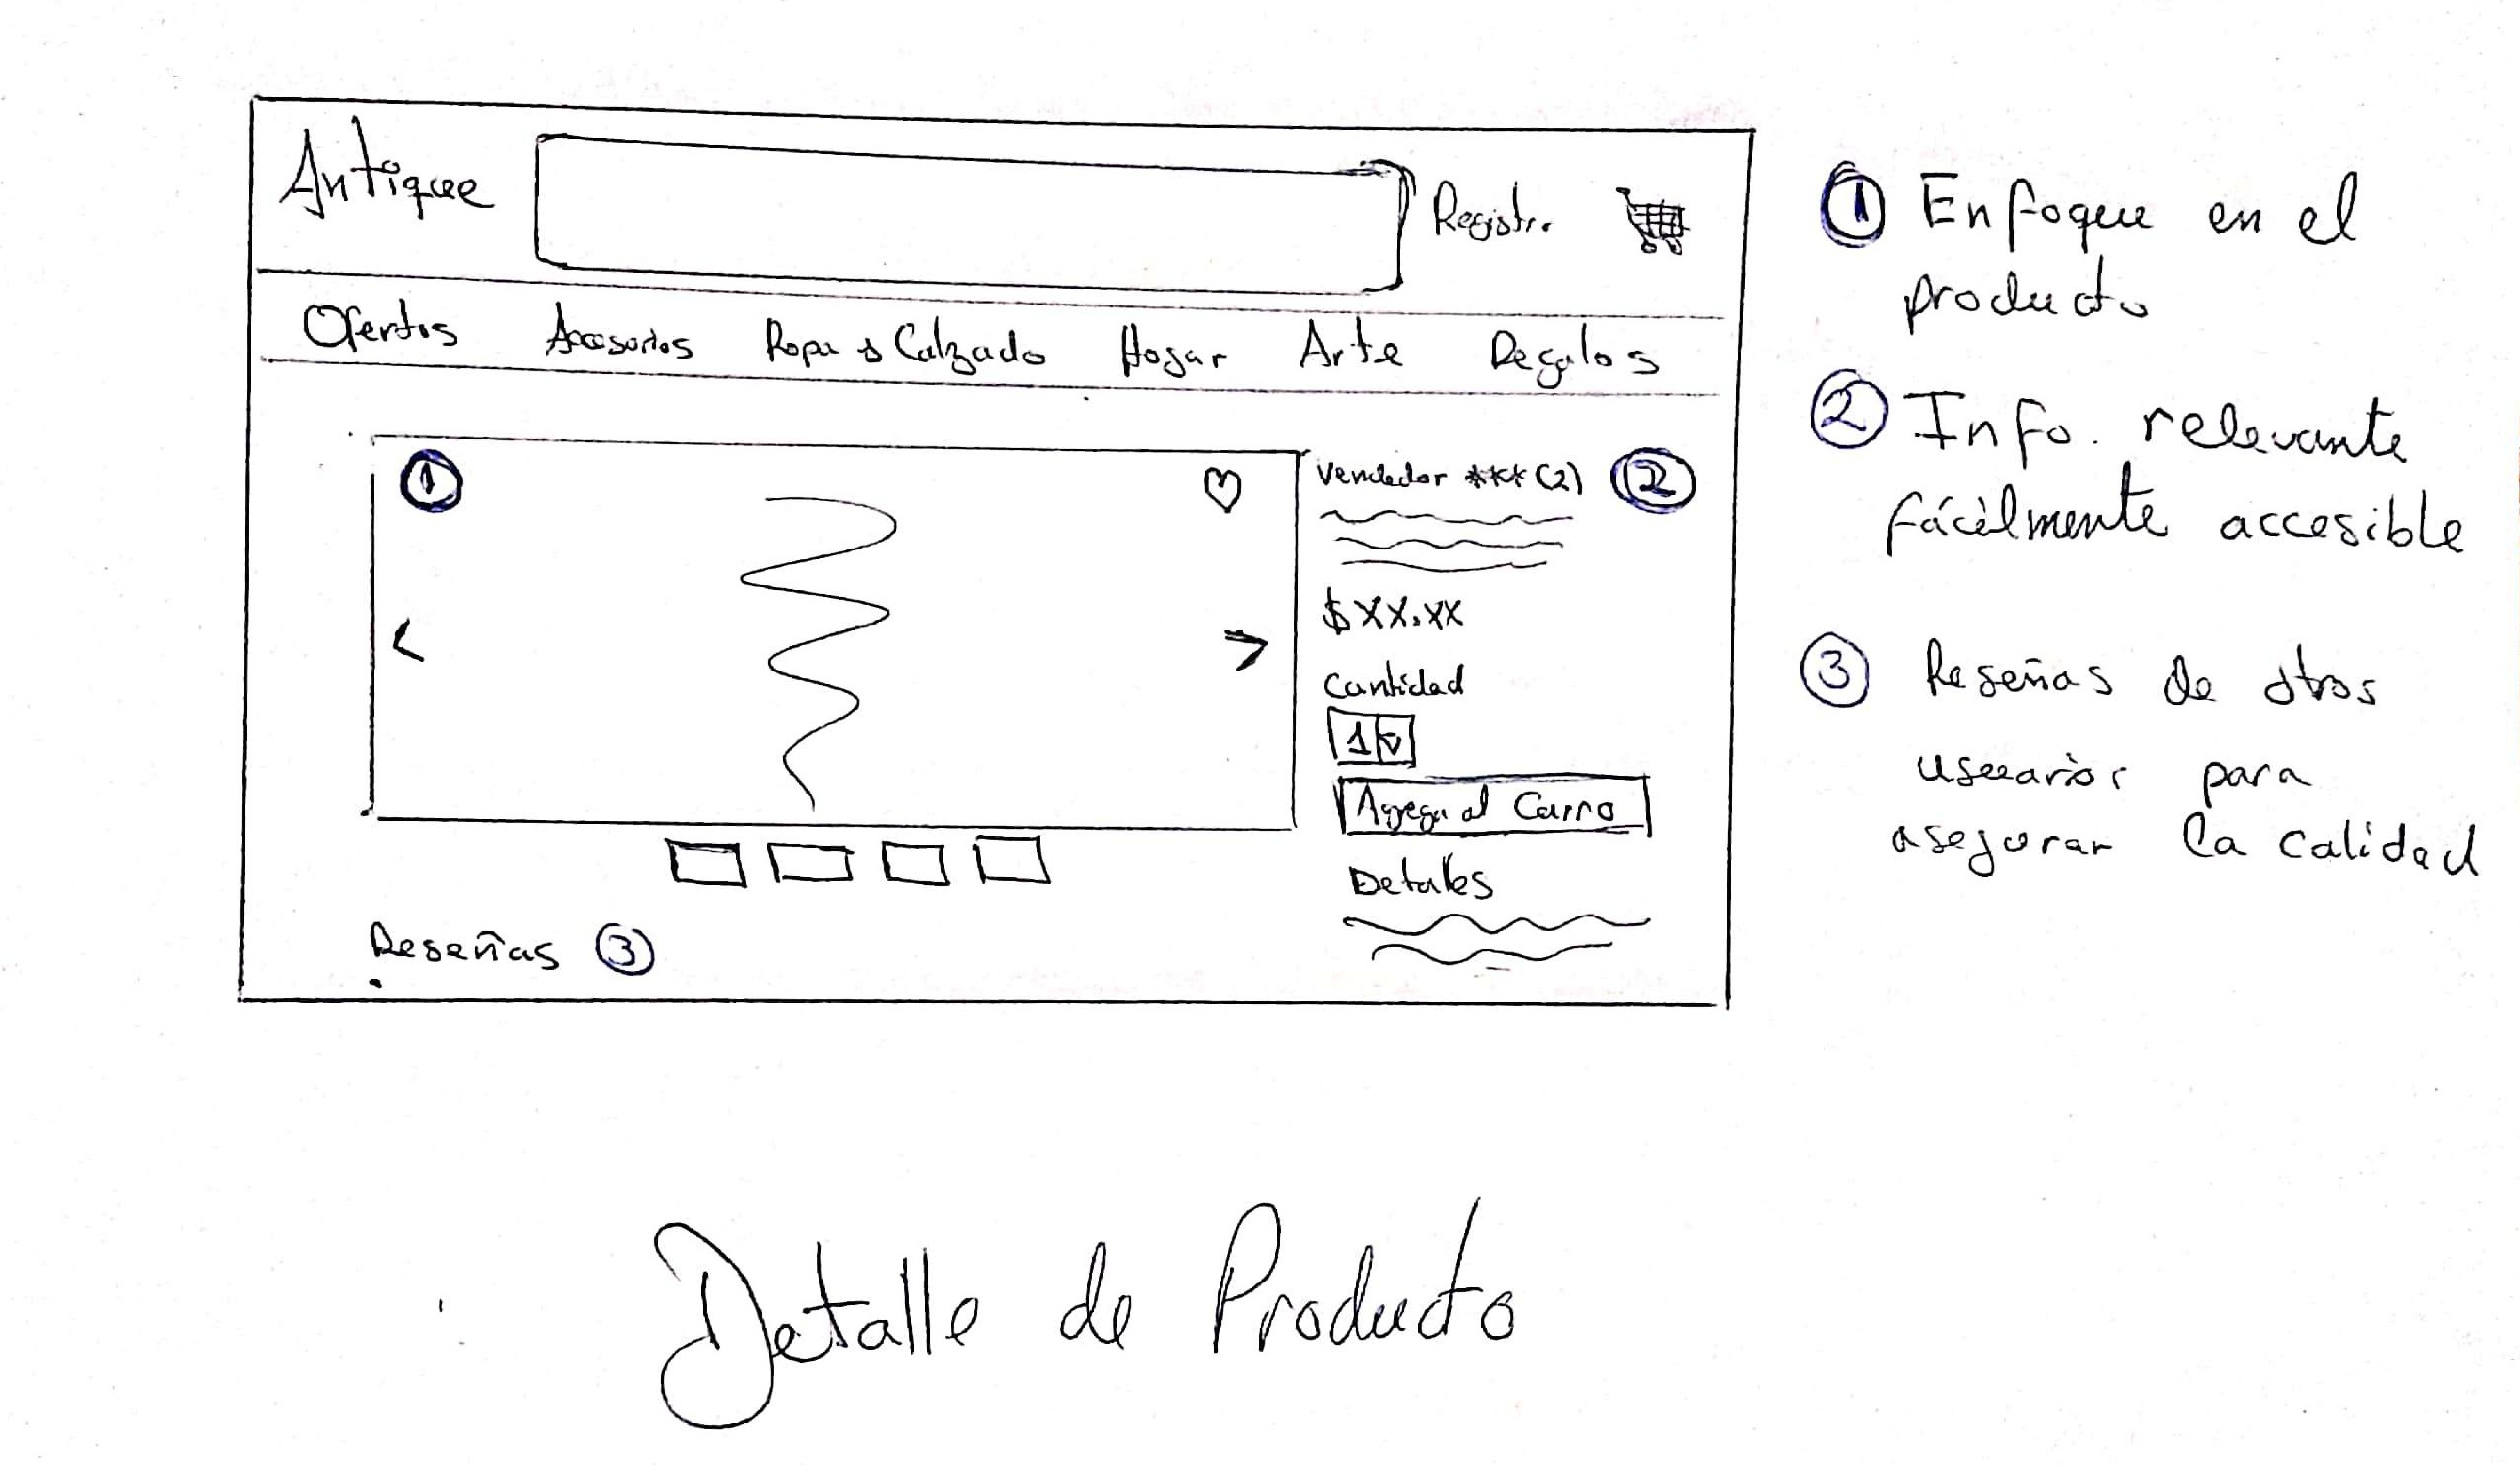 Antique
Registr.
Ofertas Accesorios Ropa y Calzado Hogar Arte Regalos
1
Vendedor *** (2) 2
<
>
$XX.XX
Cantidad
1
Agrega al Carro
Detalles
Reseñas 3
1 Enfoque en el
producto
2 Info. relevante
fácilmente accesible
3 Reseñas de otros
usuarios para
asegurar la calidad
Detalle de Producto